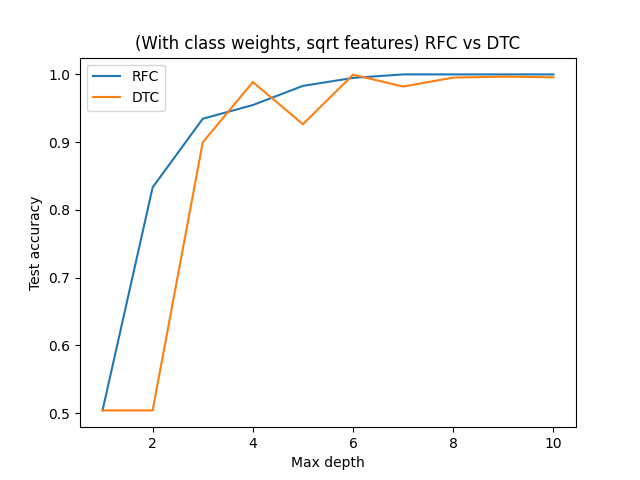 (With class weights, sqrt features) RFC vs DTC
RFC
DTC
1.0
0.9
0.8
0.7
0.6
0.5
Test accuracy
2
4
6
8
10
Max depth